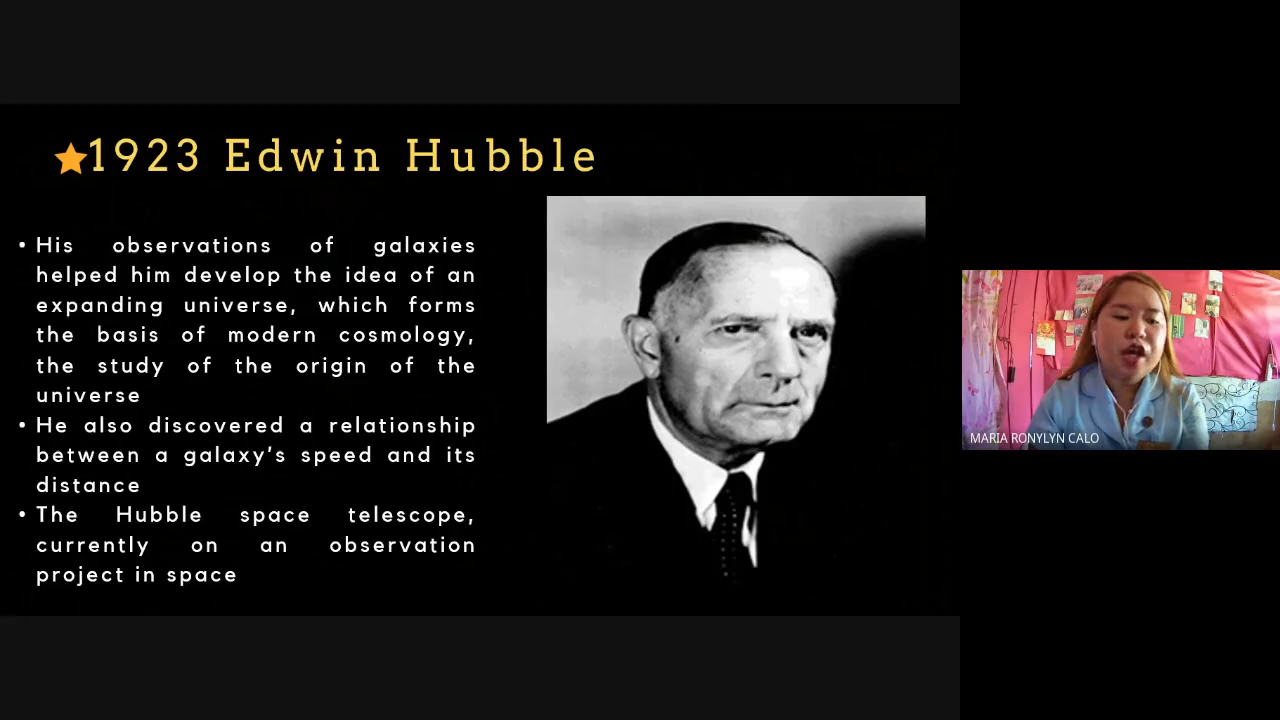 1923 Edwin Hubble
• His observations of galaxies
helped him develop the idea of an
expanding universe, which forms
the basis of modern cosmology,
the study of the origin of the
universe
• He also discovered a relationship
between a galaxy's speed and its
distance
• The Hubble space telescope,
currently on an observation
project in space
MARIA RONYLYN CALO